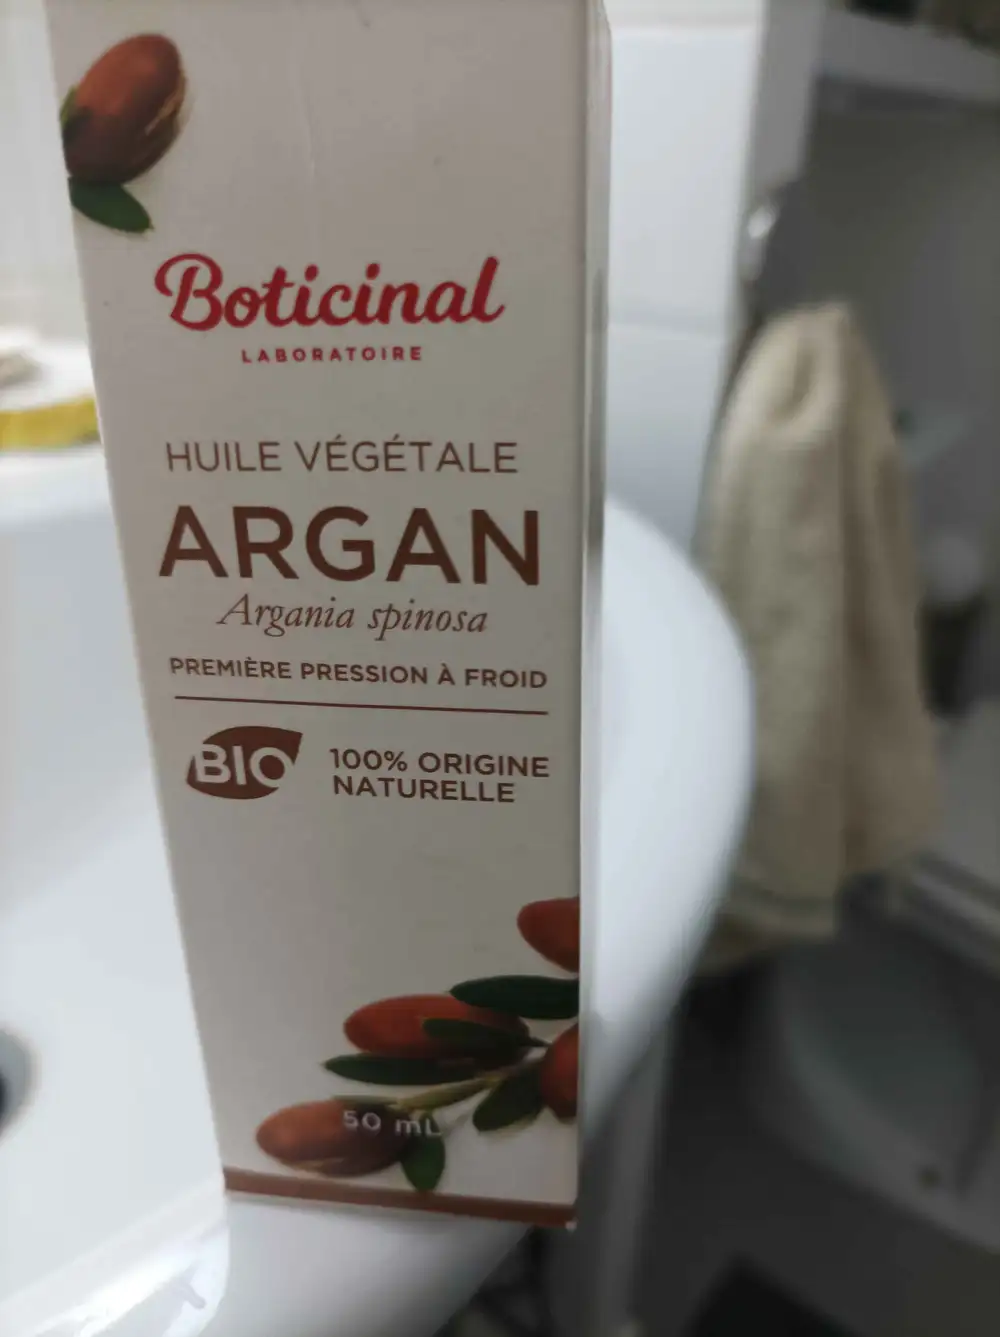 Boticinal
LABORATOIRE
HUILE VÉGÉTALE
ARGAN
Argania spinosa
PREMIÈRE PRESSION À FROID
BIO
100% ORIGINE
NATURELLE
50 mL